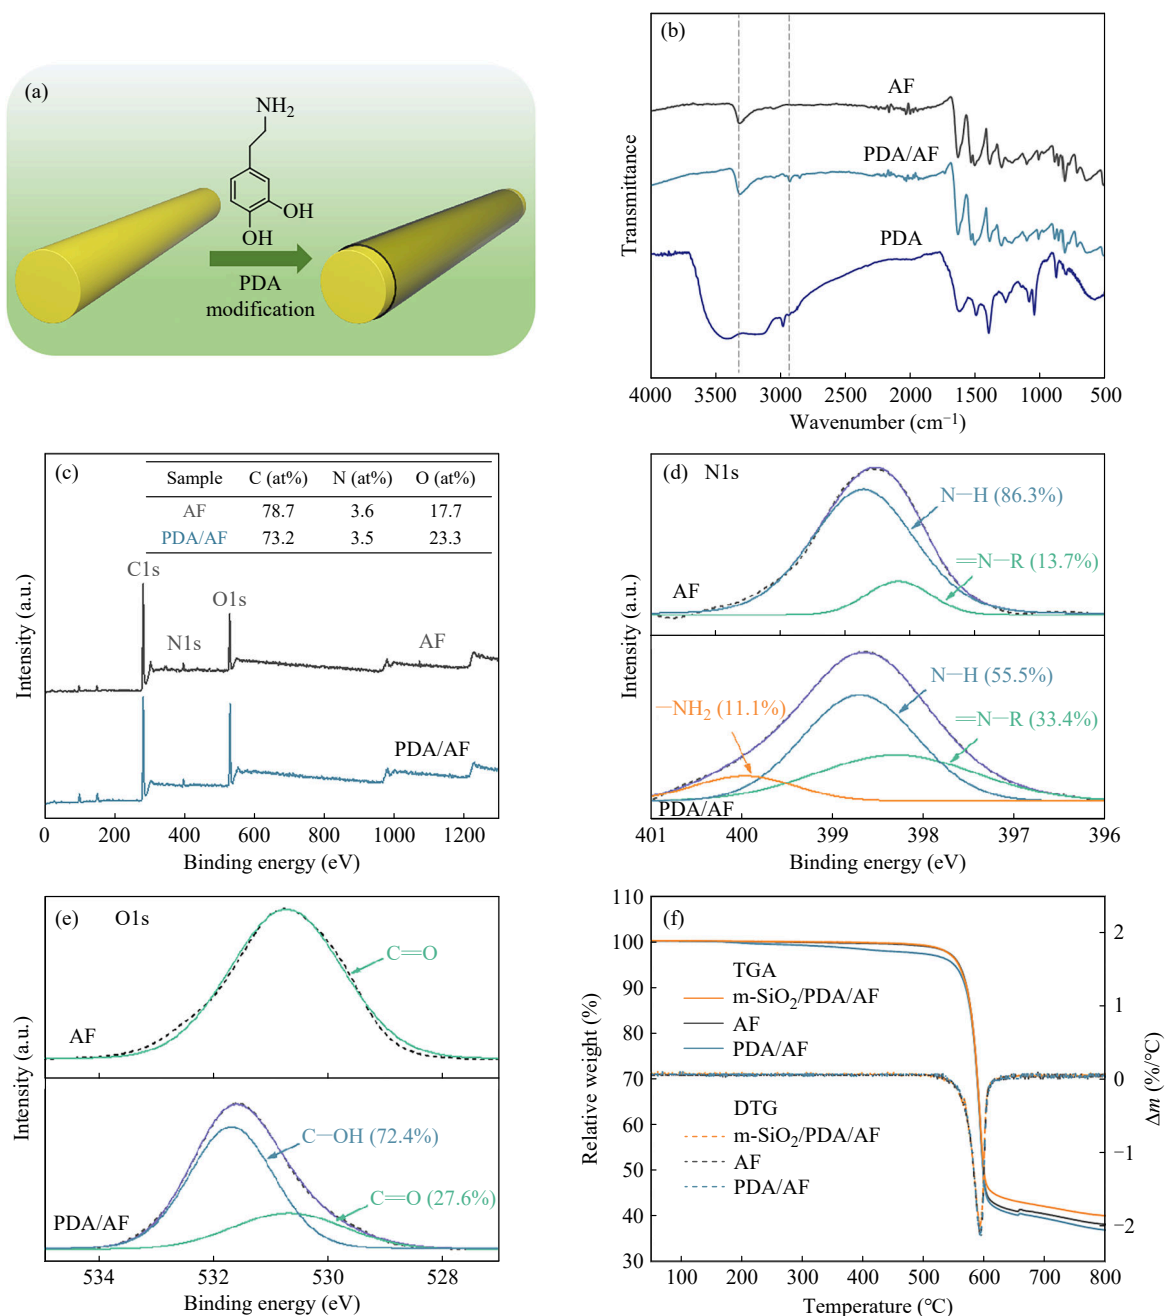 (a)
NH2
OH
OH
PDA
modification
(b)
AF
PDA/AF
PDA
Transmittance
4000 3500 3000 2500 2000 1500 1000 500
Wavenumber (cm−1)
(c)
Sample C (at%) N (at%) O (at%)
AF 78.7 3.6 17.7
PDA/AF 73.2 3.5 23.3
C1s
O1s
N1s
AF
PDA/AF
Intensity (a.u.)
0 200 400 600 800 1000 1200
Binding energy (eV)
(d) N1s
N—H (86.3%)
═N—R (13.7%)
AF
N—H (55.5%)
—NH2 (11.1%)
═N—R (33.4%)
PDA/AF
Intensity (a.u.)
401 400 399 398 397 396
Binding energy (eV)
(e) O1s
C═O
AF
C—OH (72.4%)
C═O (27.6%)
PDA/AF
Intensity (a.u.)
534 532 530 528
Binding energy (eV)
(f)
TGA
m-SiO2/PDA/AF
AF
PDA/AF
DTG
m-SiO2/PDA/AF
AF
PDA/AF
Relative weight (%)
110
100
90
80
70
60
50
40
30
2
1
0
−1
−2
Δm (%/°C)
100 200 300 400 500 600 700 800
Temperature (°C)